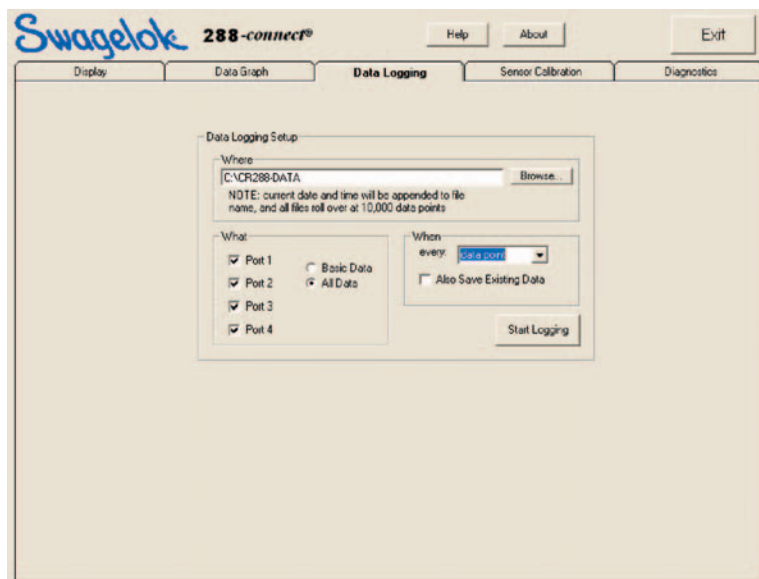 Swagelok 288-connect® Help About Exit
Display Data Graph Data Logging Sensor Calibration Diagnostics
Data Logging Setup
Where
C:\CR288-DATA Browse...
NOTE: current date and time will be appended to file
name, and all files roll over at 10,000 data points
What
Port 1
Port 2
Port 3
Port 4
Basic Data
All Data
When
every: data point
Also Save Existing Data
Start Logging